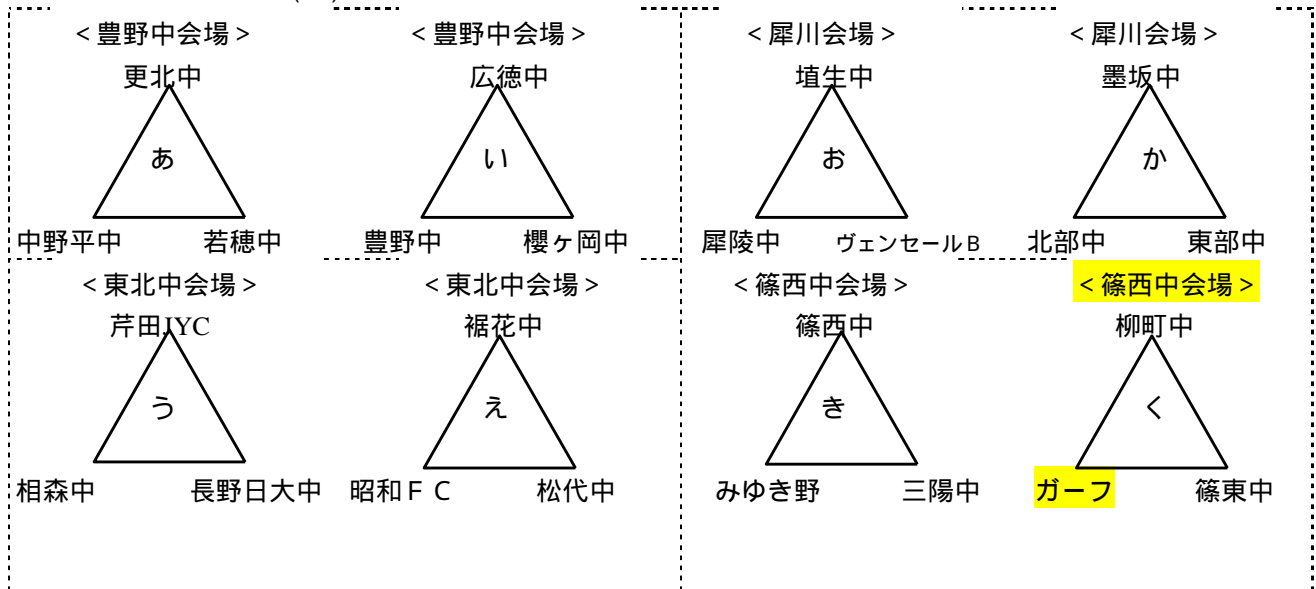 <豊野中会場> <豊野中会場> <犀川会場> <犀川会場>
更北中 広徳中 埴生中 墨坂中
あ い お か
中野平中 若穂中 豊野中 櫻ヶ岡中 犀陵中 ヴェンセールB 北部中 東部中
<東北中会場> <東北中会場> <篠西中会場> <篠西中会場>
芹田JYC 裾花中 篠西中 柳町中
う え き く
相森中 長野日大中 昭和FC 松代中 みゆき野 三陽中 ガーフ 篠東中